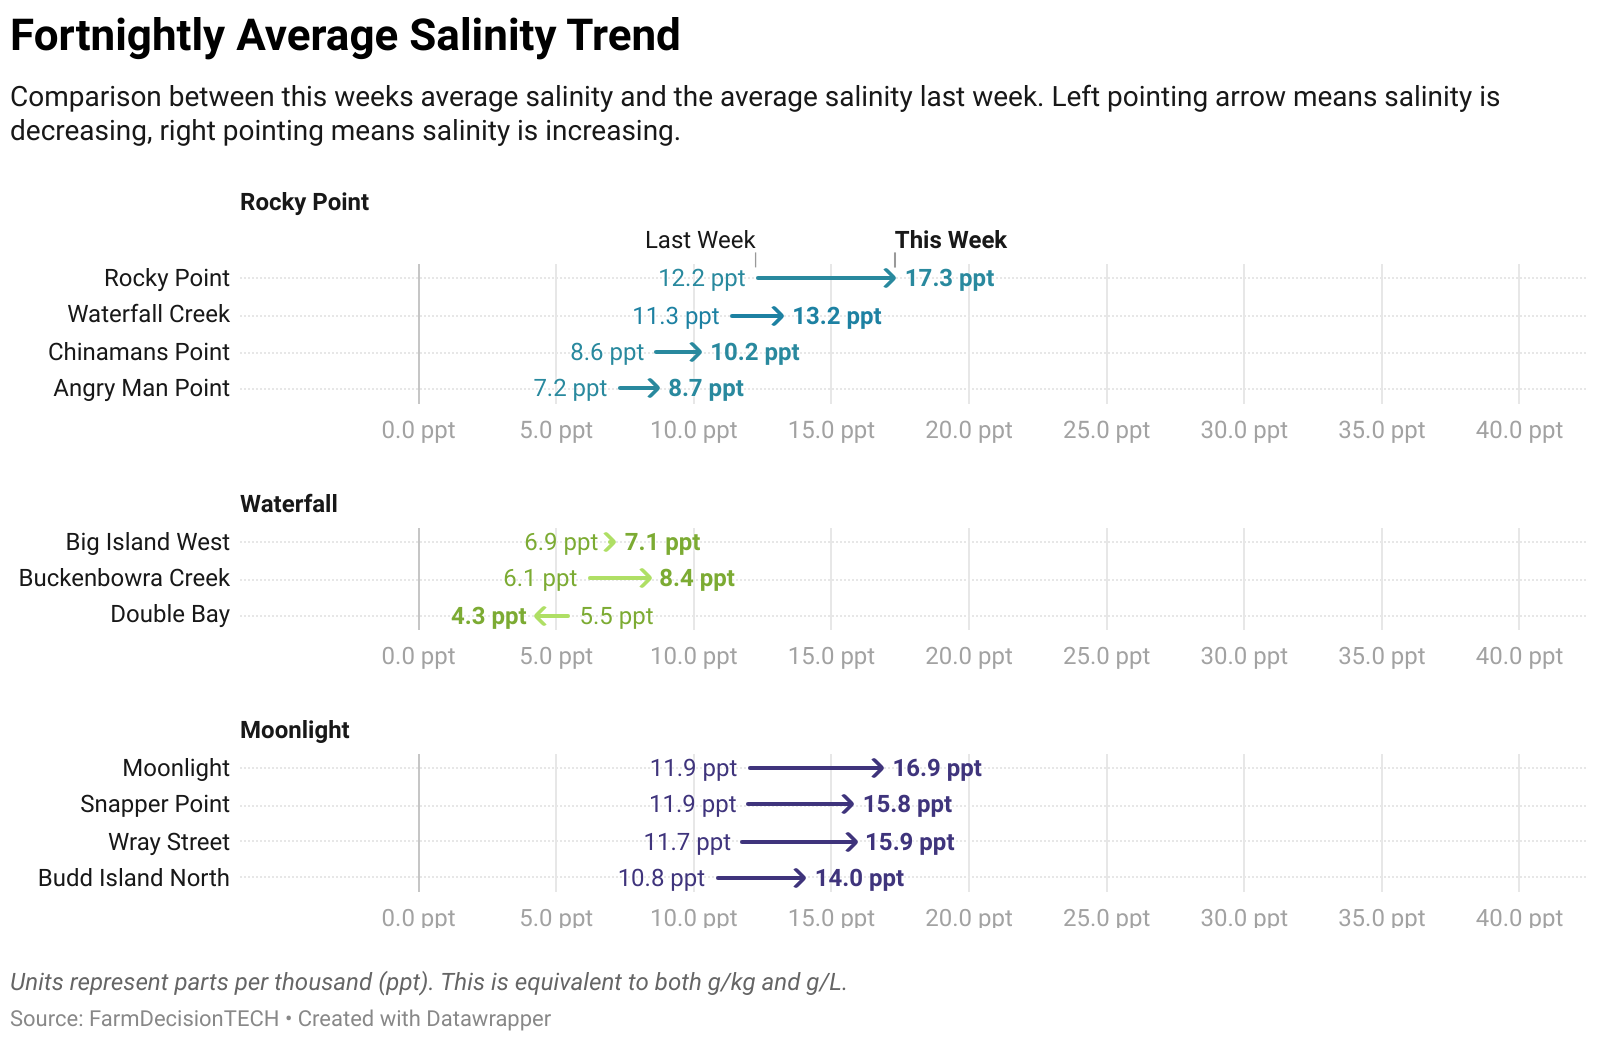 Fortnightly Average Salinity Trend
Comparison between this weeks average salinity and the average salinity last week. Left pointing arrow means salinity is
decreasing, right pointing means salinity is increasing.
Rocky Point
Last Week This Week
Rocky Point 12.2 ppt 17.3 ppt
Waterfall Creek 11.3 ppt 13.2 ppt
Chinamans Point 8.6 ppt 10.2 ppt
Angry Man Point 7.2 ppt 8.7 ppt
0.0 ppt 5.0 ppt 10.0 ppt 15.0 ppt 20.0 ppt 25.0 ppt 30.0 ppt 35.0 ppt 40.0 ppt
Waterfall
Big Island West 6.9 ppt 7.1 ppt
Buckenbowra Creek 6.1 ppt 8.4 ppt
Double Bay 4.3 ppt 5.5 ppt
0.0 ppt 5.0 ppt 10.0 ppt 15.0 ppt 20.0 ppt 25.0 ppt 30.0 ppt 35.0 ppt 40.0 ppt
Moonlight
Moonlight 11.9 ppt 16.9 ppt
Snapper Point 11.9 ppt 15.8 ppt
Wray Street 11.7 ppt 15.9 ppt
Budd Island North 10.8 ppt 14.0 ppt
0.0 ppt 5.0 ppt 10.0 ppt 15.0 ppt 20.0 ppt 25.0 ppt 30.0 ppt 35.0 ppt 40.0 ppt
Units represent parts per thousand (ppt). This is equivalent to both g/kg and g/L.
Source: FarmDecisionTECH • Created with Datawrapper